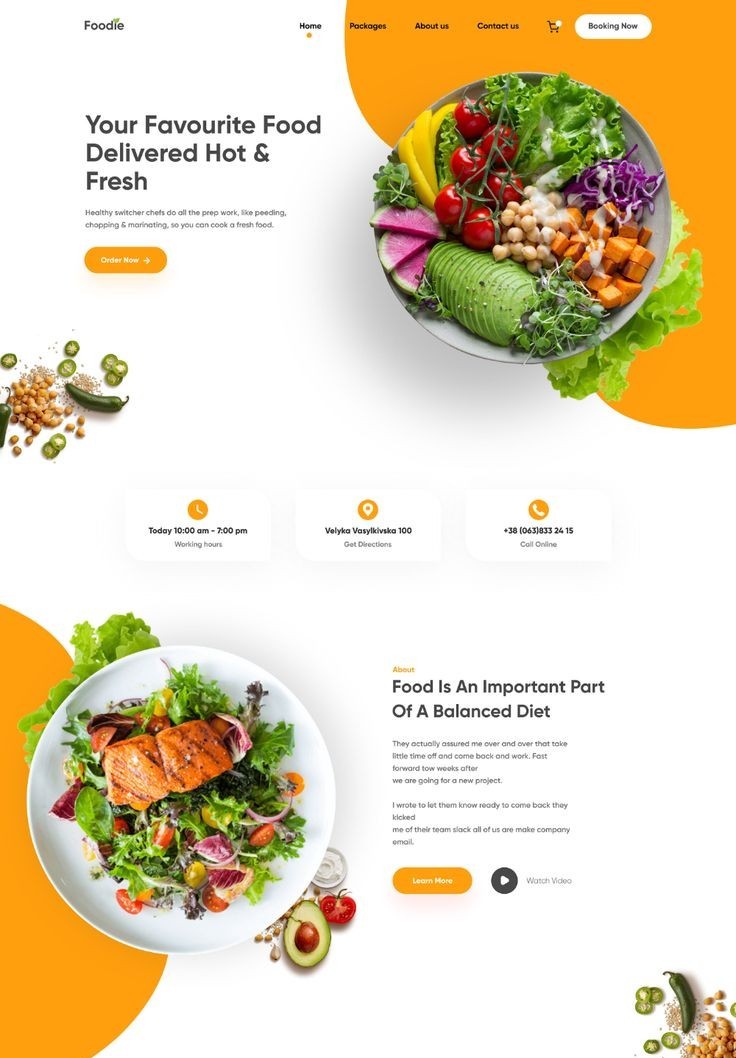 Foodie
Home
Packages
About us
Contact us
Booking Now
Your Favourite Food
Delivered Hot &
Fresh
Healthy switcher chefs do all the prep work, like peeding,
chopping & marinating, so you can cook a fresh food.
Order Now
Today 10:00 am - 7:00 pm
Working hours
Velyka Vasylkivska 100
Get Directions
+38 (063)833 24 15
Call Online
About
Food Is An Important Part
Of A Balanced Diet
They actually assured me over and over that take
little time off and come back and work. Fast
forward tow weeks after
we are going for a new project.
I wrote to let them know ready to come back they
kicked
me of their team slack all of us are make company
email.
Learn More
Watch Video